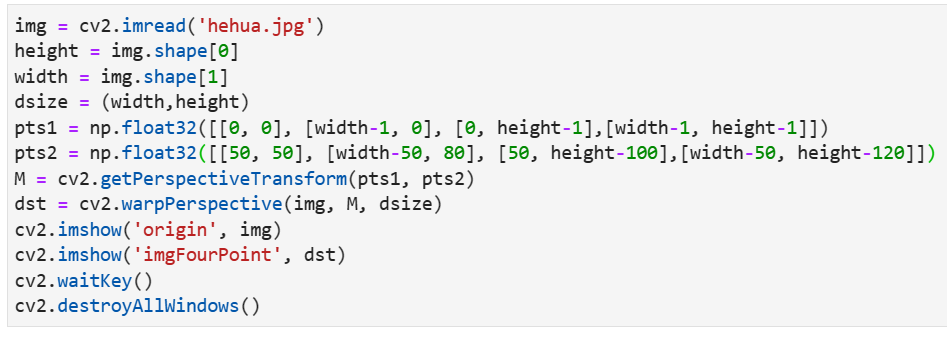 img = cv2.imread('hehua.jpg')
height = img.shape[0]
width = img.shape[1]
dsize = (width,height)
pts1 = np.float32([[0, 0], [width-1, 0], [0, height-1],[width-1, height-1]])
pts2 = np.float32([[50, 50], [width-50, 80], [50, height-100],[width-50, height-120]])
M = cv2.getPerspectiveTransform(pts1, pts2)
dst = cv2.warpPerspective(img, M, dsize)
cv2.imshow('origin', img)
cv2.imshow('imgFourPoint', dst)
cv2.waitKey()
cv2.destroyAllWindows()